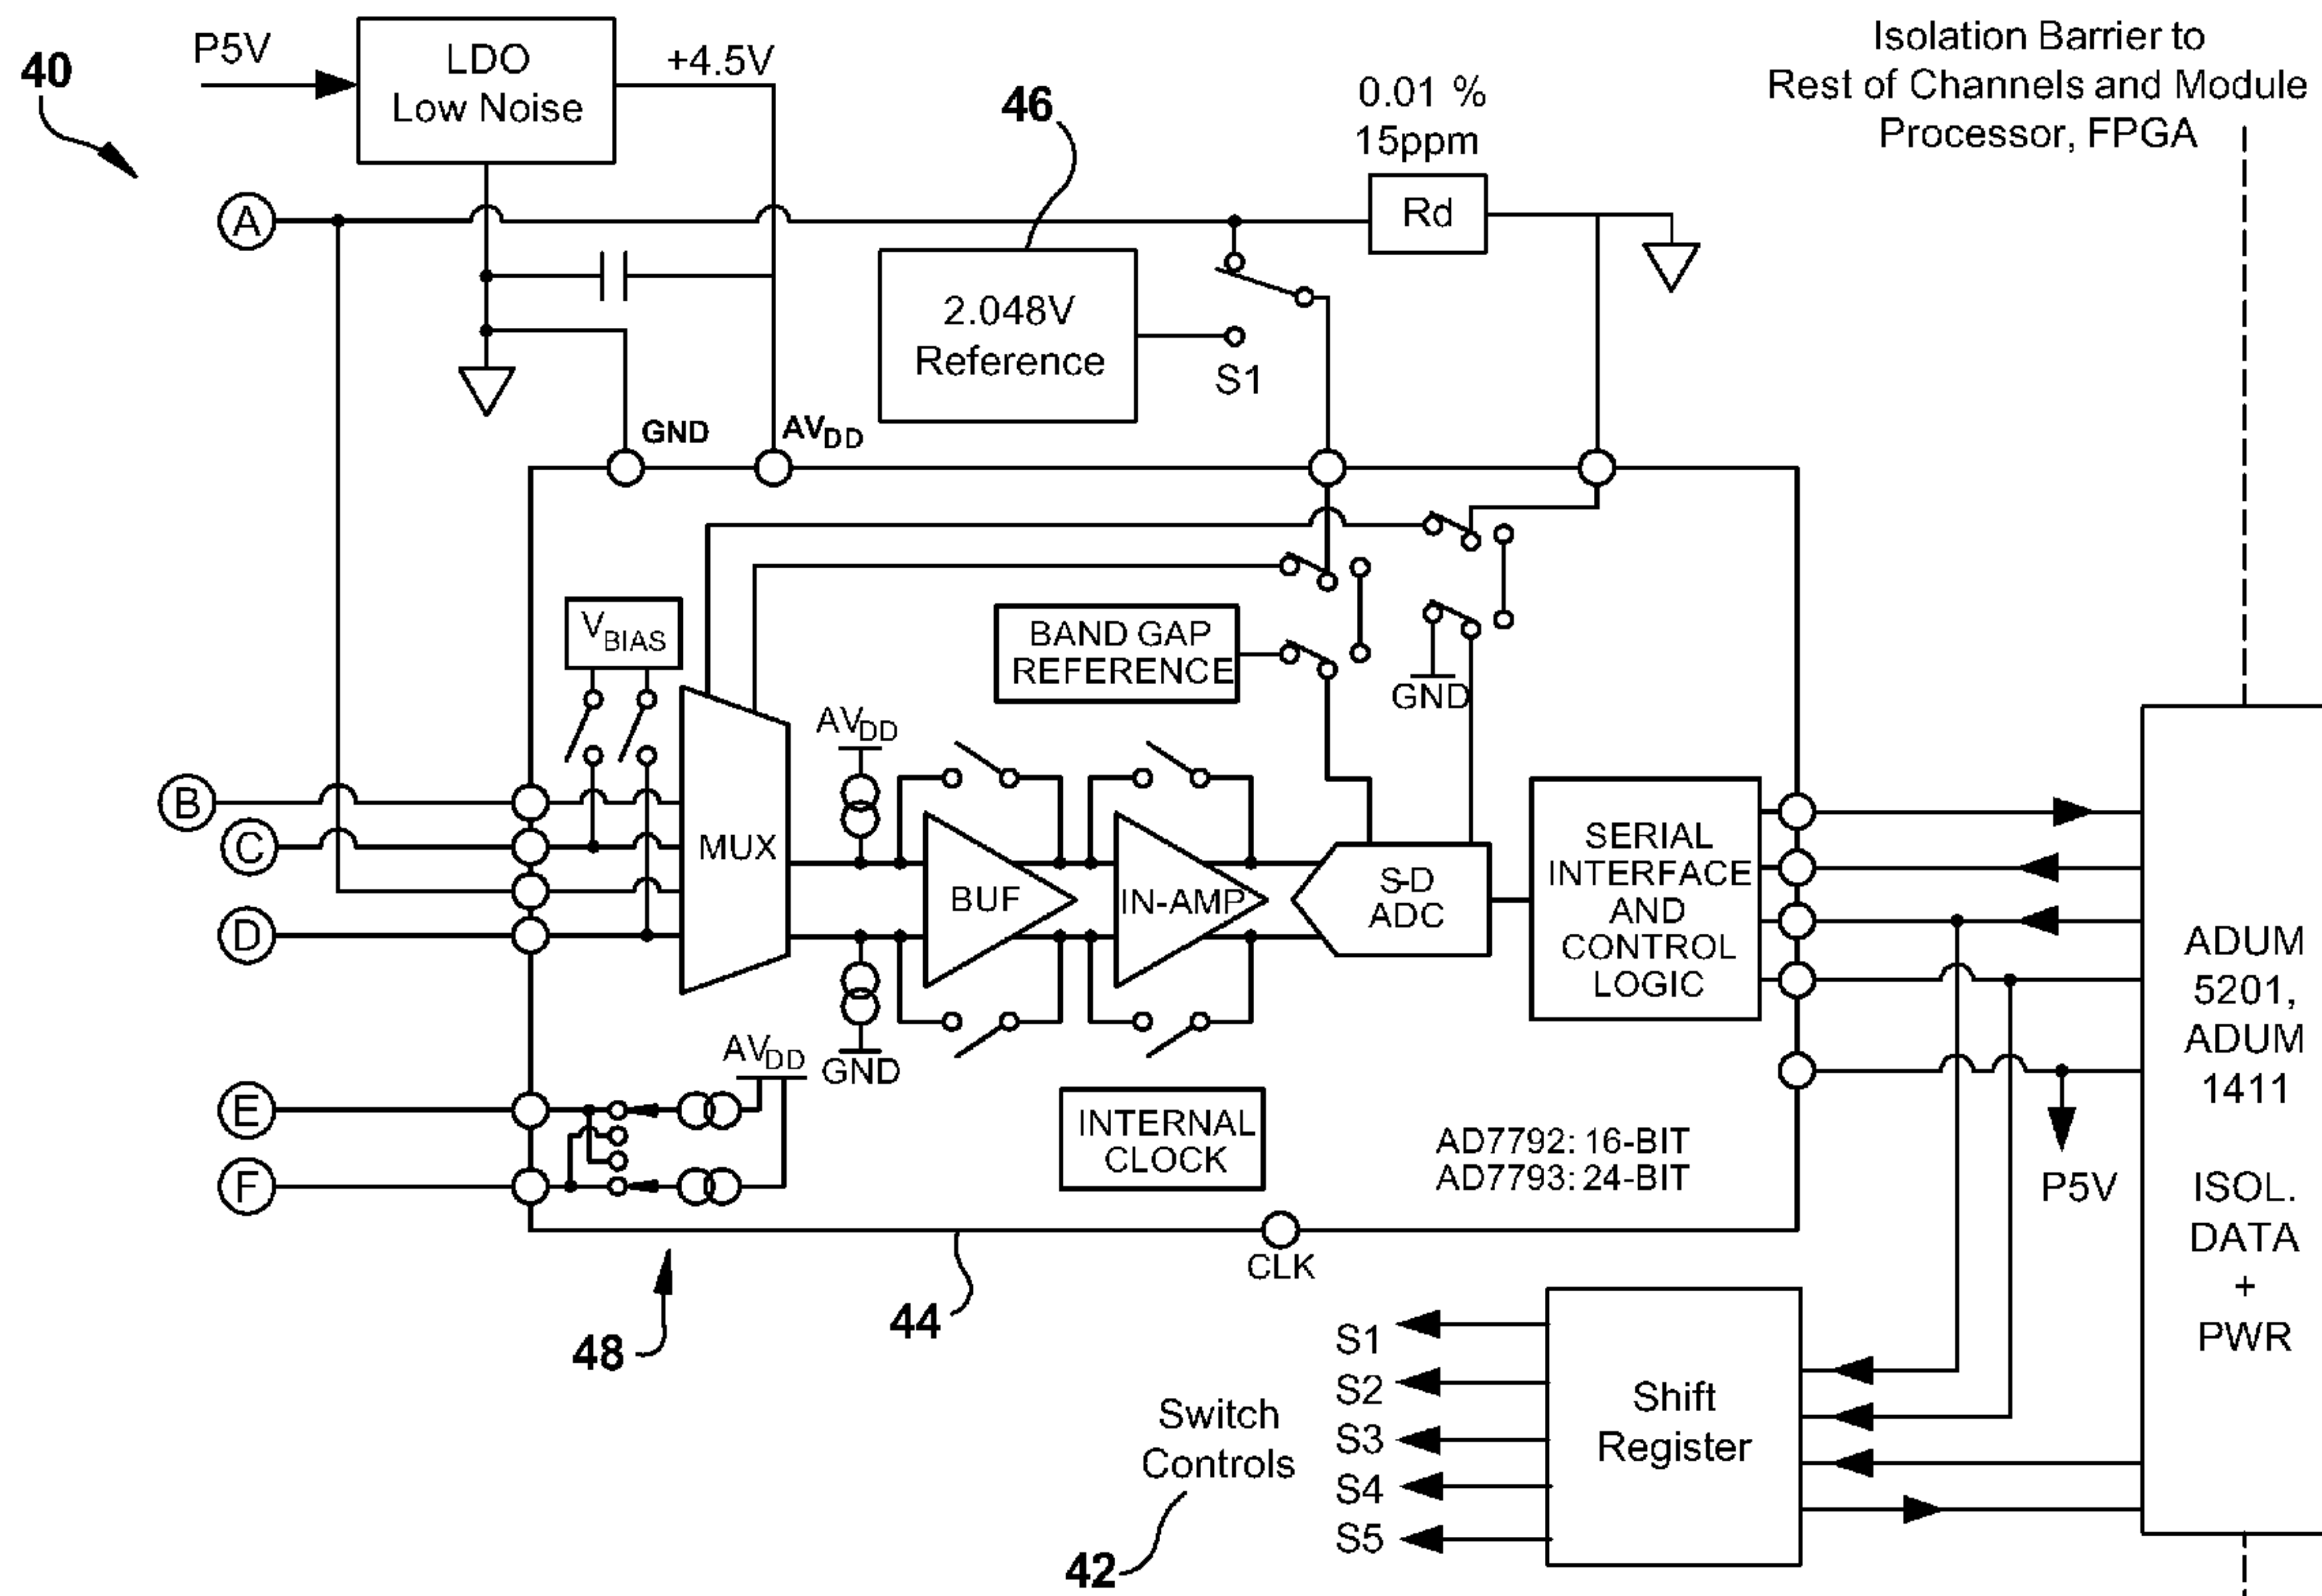 40
P5V
LDO
Low Noise
+4.5V
46
0.01 %
15ppm
Isolation Barrier to
Rest of Channels and Module
Processor, FPGA
A
Rd
2.048V
Reference
S1
GND
AVDD
VBIAS
BAND GAP
REFERENCE
GND
AVDD
B
C
D
MUX
BUF
IN-AMP
S-D
ADC
SERIAL
INTERFACE
AND
CONTROL
LOGIC
ADUM
5201,
ADUM
1411
ISOL.
DATA
+
PWR
AVDD
GND
E
F
INTERNAL
CLOCK
AD7792: 16-BIT
AD7793: 24-BIT
P5V
CLK
48
44
S1
S2
S3
S4
S5
Switch
Controls
42
Shift
Register